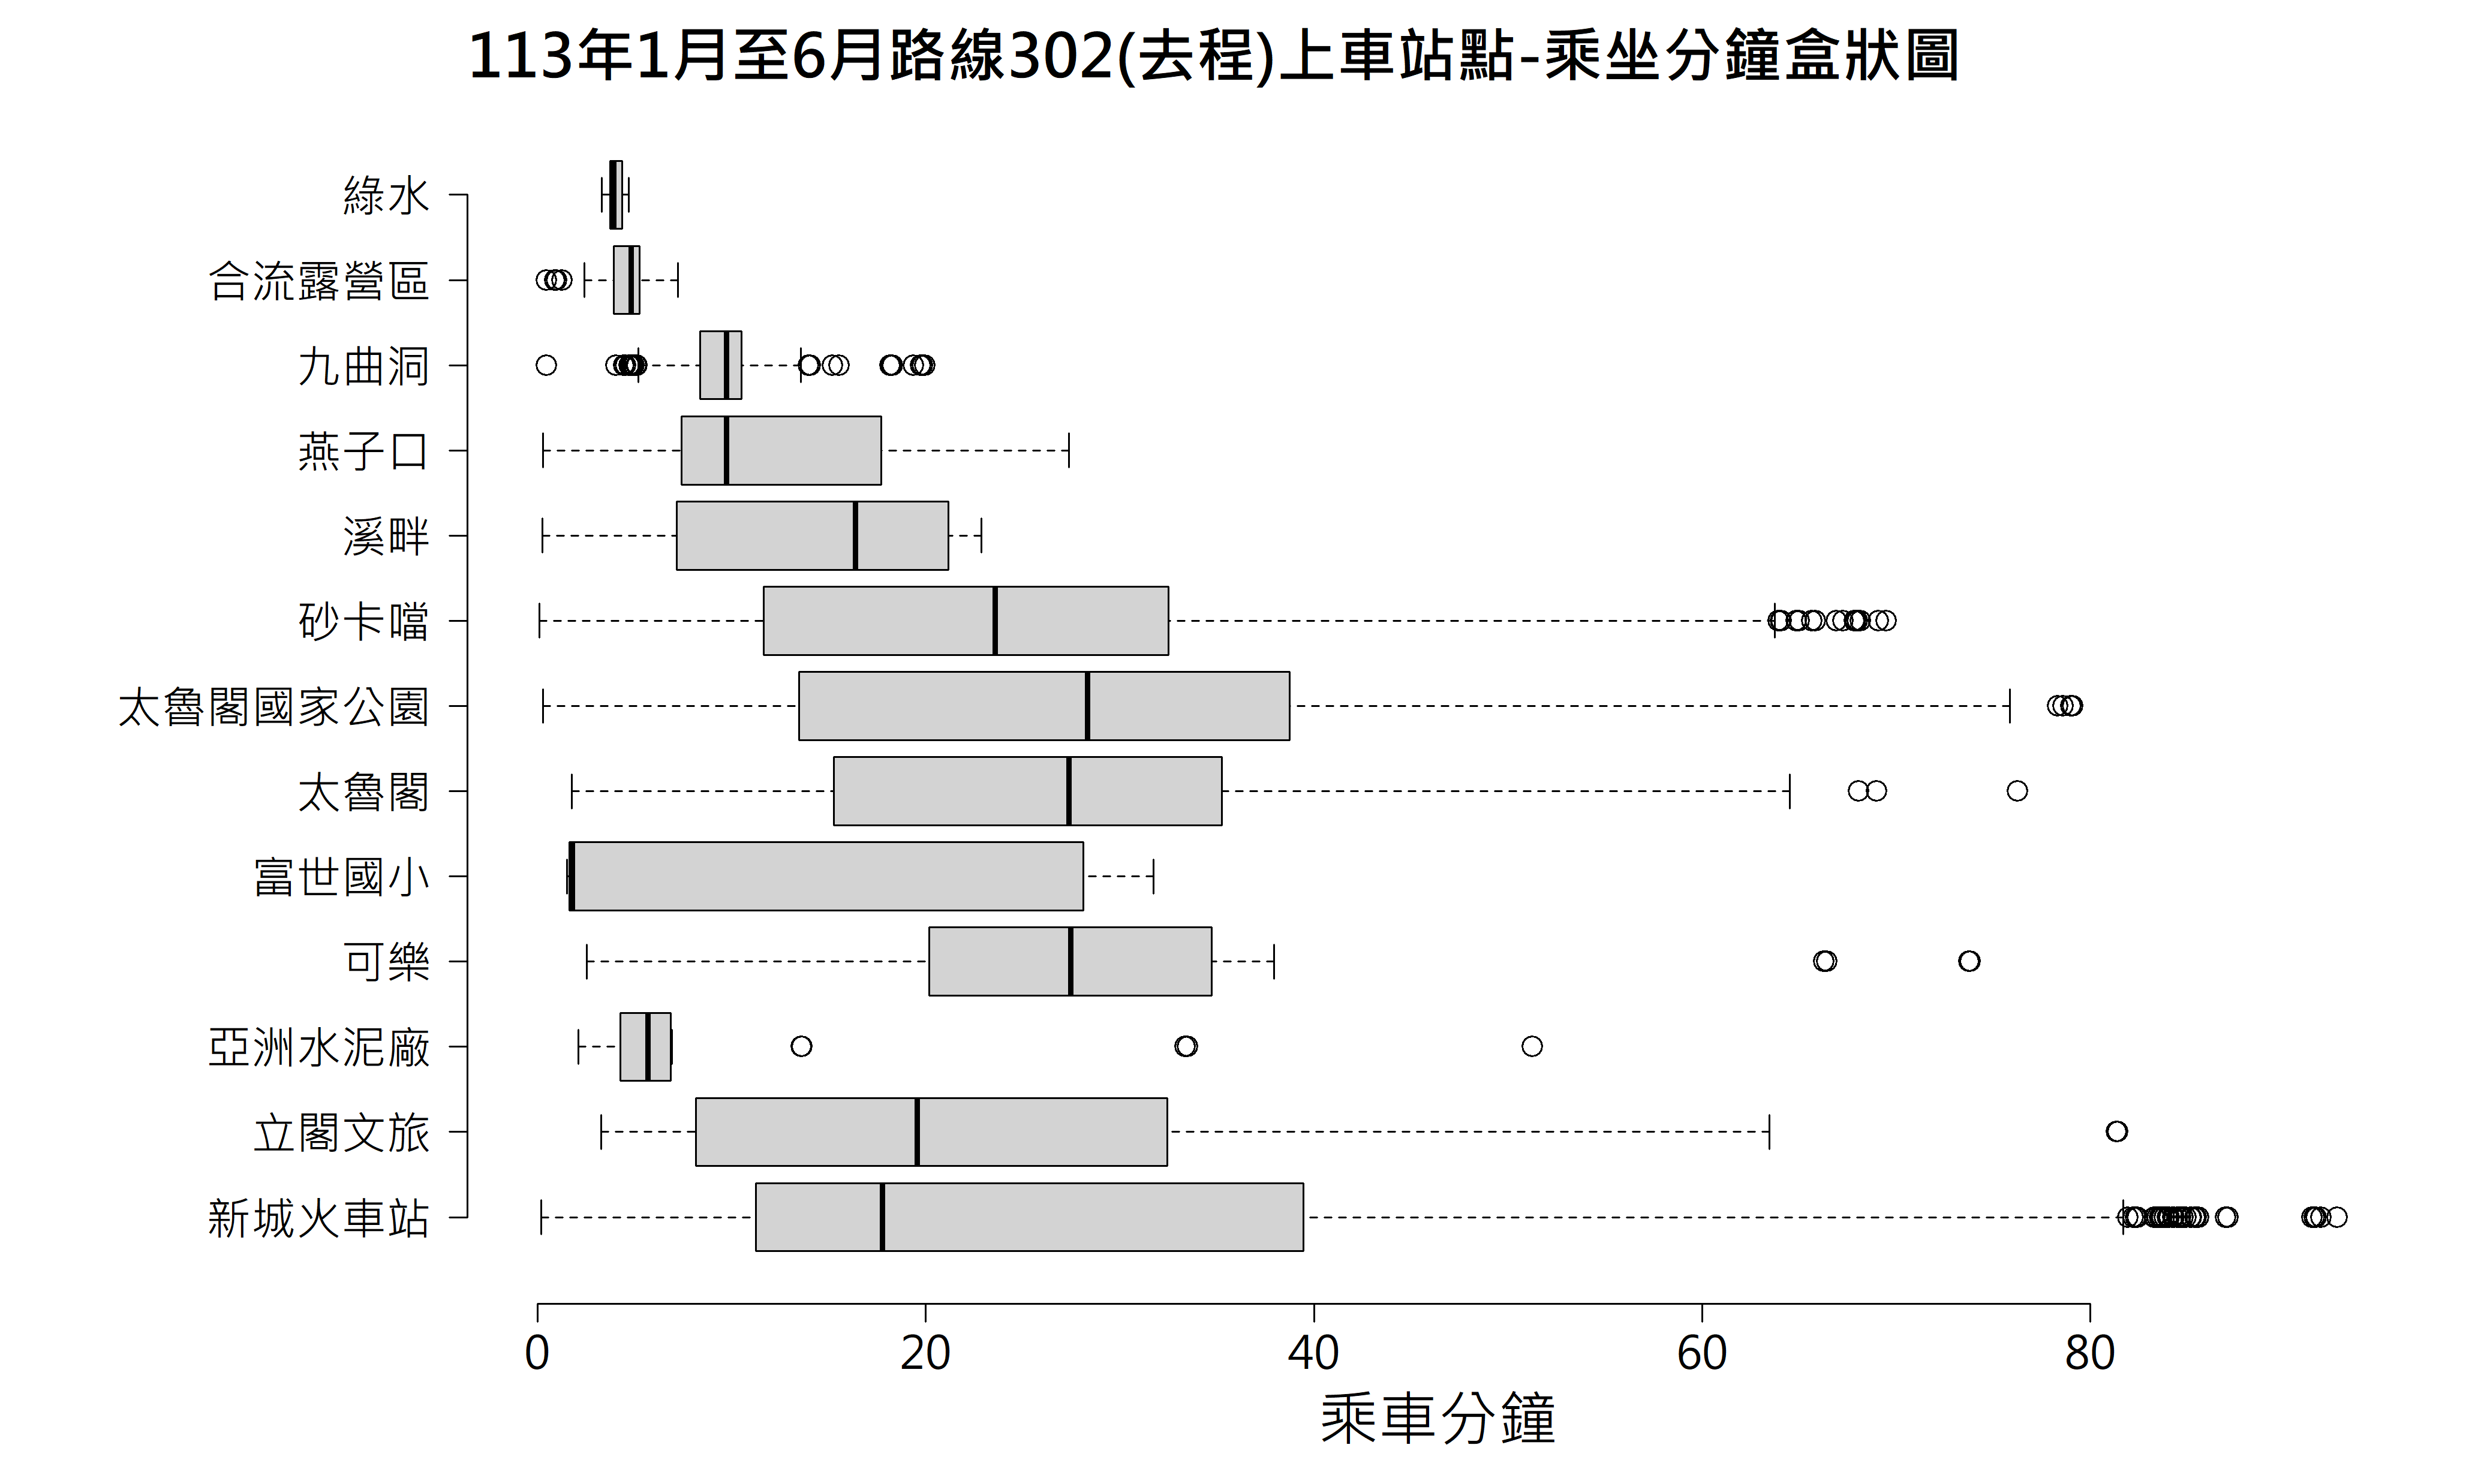 113年1月至6月路線302(去程)上車站點-乘坐分鐘盒狀圖
綠水
合流露營區
九曲洞
燕子口
溪畔
砂卡噹
太魯閣國家公園
太魯閣
富世國小
可樂
亞洲水泥廠
立閣文旅
新城火車站
0 20 40 60 80
乘車分鐘